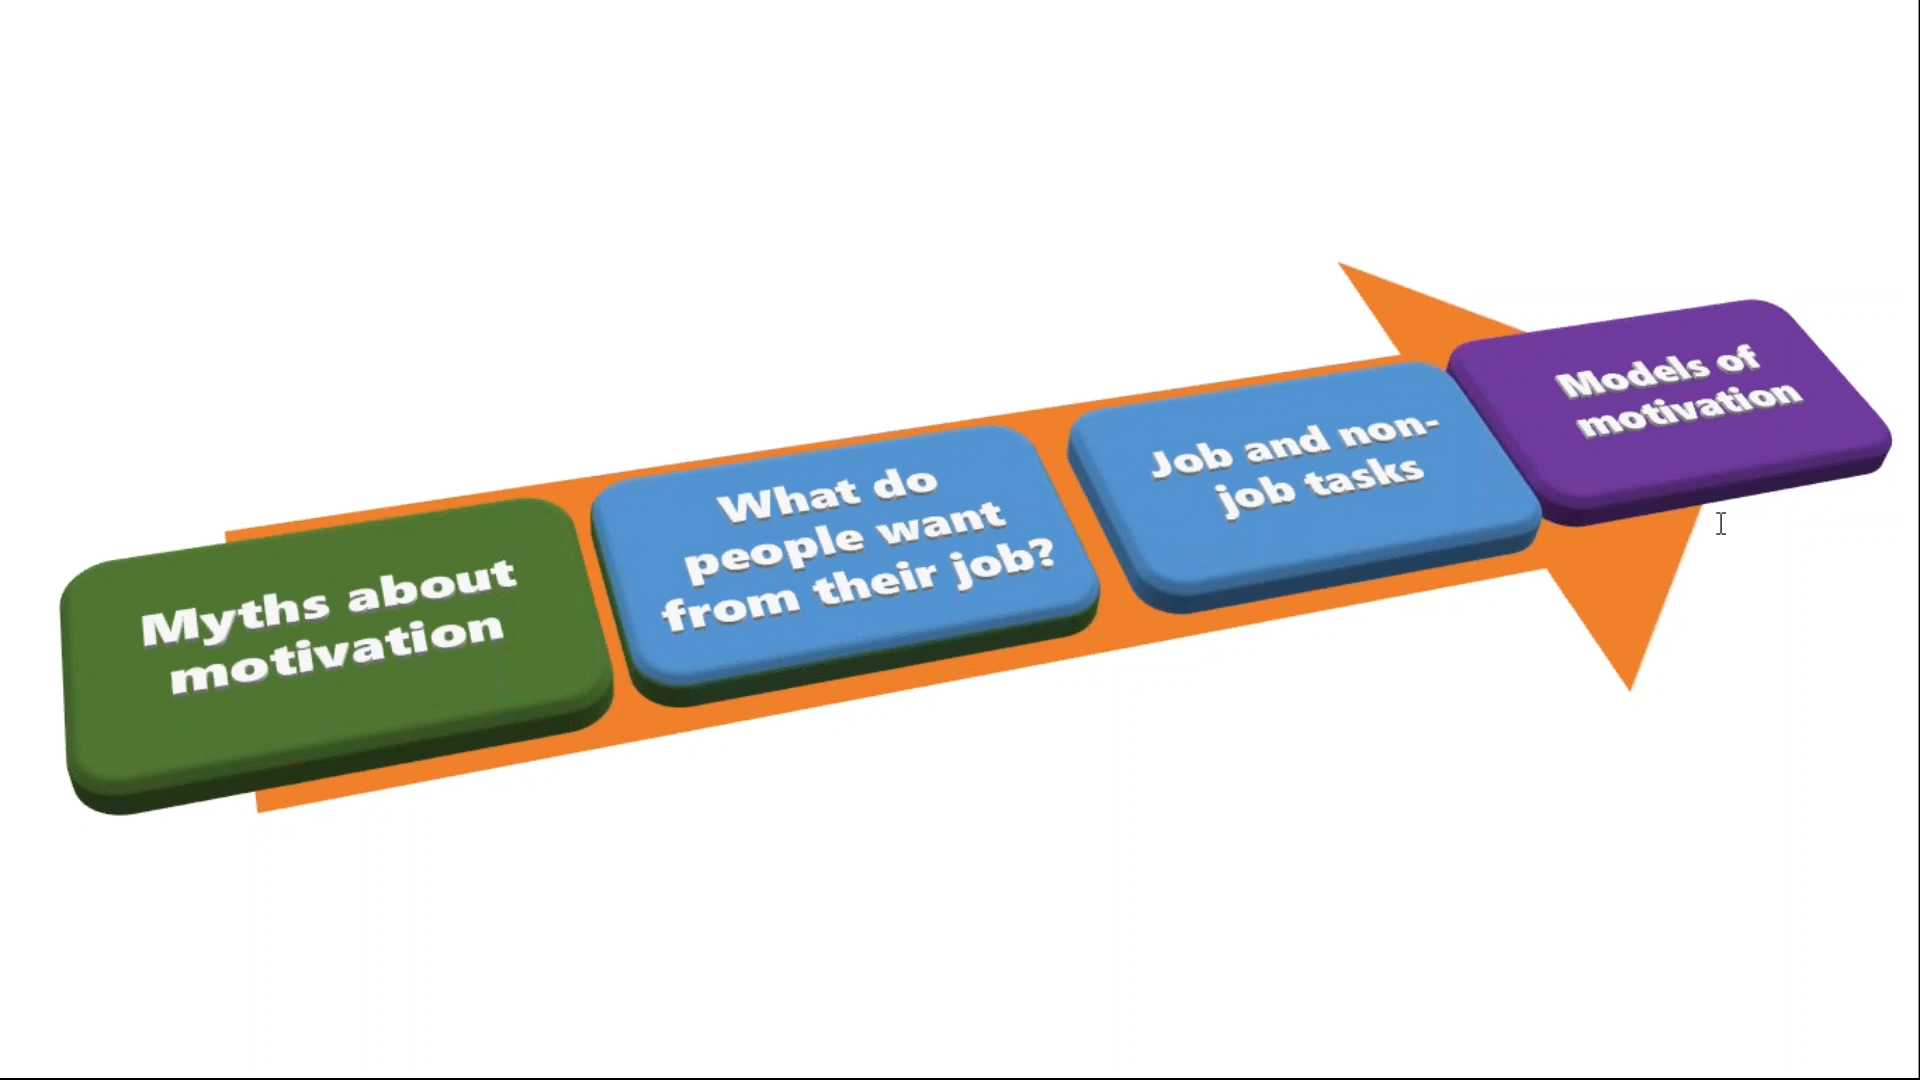 Myths about
motivation
What do
people want
from their job?
Job and non-
job tasks
Models of
motivation